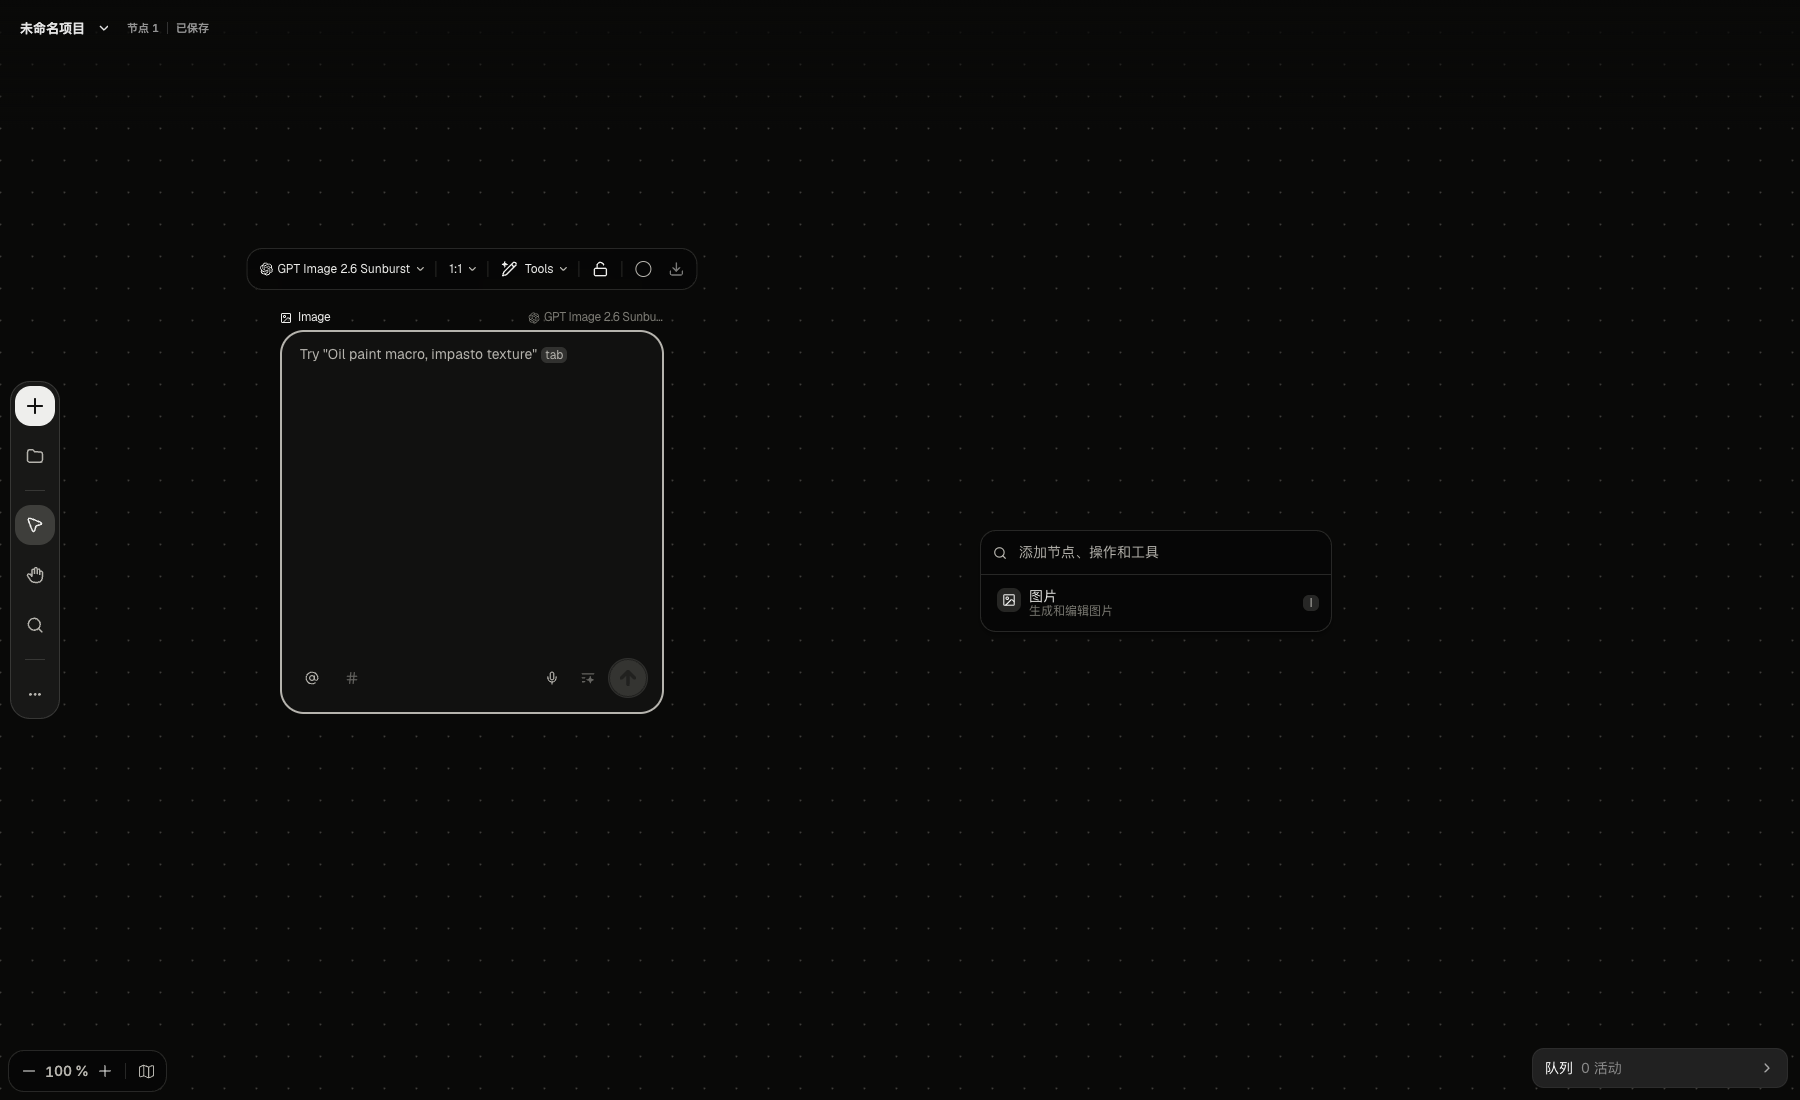 未命名项目
节点 1 已保存
GPT Image 2.6 Sunburst 1:1 Tools
Image GPT Image 2.6 Sunbu...
Try "Oil paint macro, impasto texture" tab
添加节点、操作和工具
图片
生成和编辑图片 I
100 %
队列 0 活动